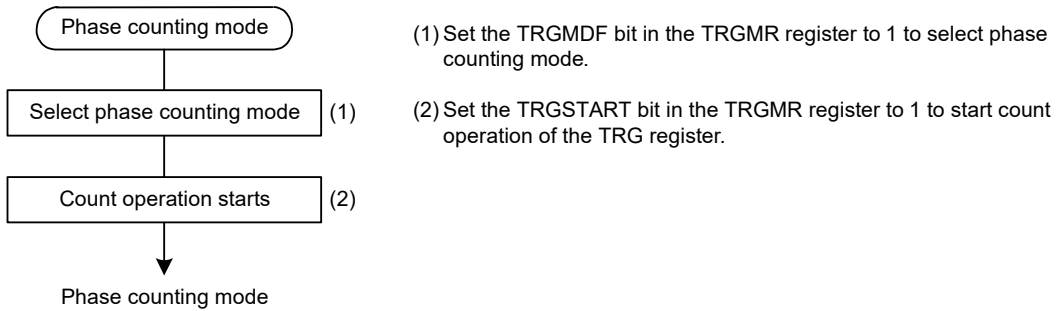 Phase counting mode
Select phase counting mode (1)
Count operation starts (2)
Phase counting mode
(1) Set the TRGMDF bit in the TRGMR register to 1 to select phase
counting mode.
(2) Set the TRGSTART bit in the TRGMR register to 1 to start count
operation of the TRG register.